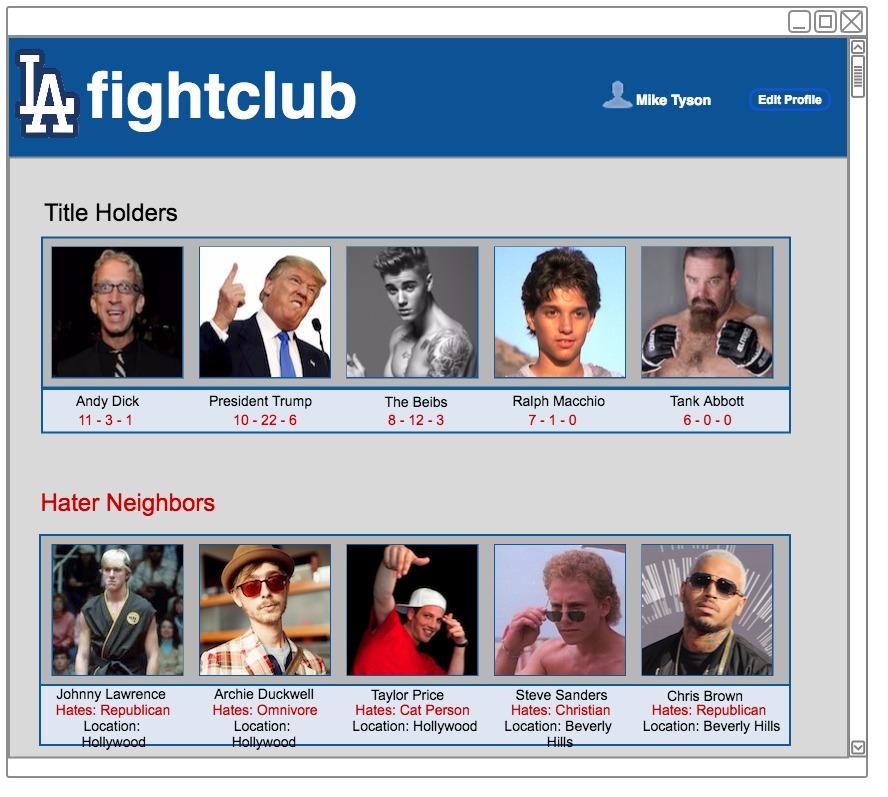 LA fightclub
Mike Tyson
Edit Profile
Title Holders
Andy Dick
11 - 3 - 1
President Trump
10 - 22 - 6
The Beibs
8 - 12 - 3
Ralph Macchio
7 - 1 - 0
Tank Abbott
6 - 0 - 0
Hater Neighbors
Johnny Lawrence
Hates: Republican
Location:
Hollywood
Archie Duckwell
Hates: Omnivore
Location:
Hollywood
Taylor Price
Hates: Cat Person
Location: Hollywood
Steve Sanders
Hates: Christian
Location: Beverly
Hills
Chris Brown
Hates: Republican
Location: Beverly Hills